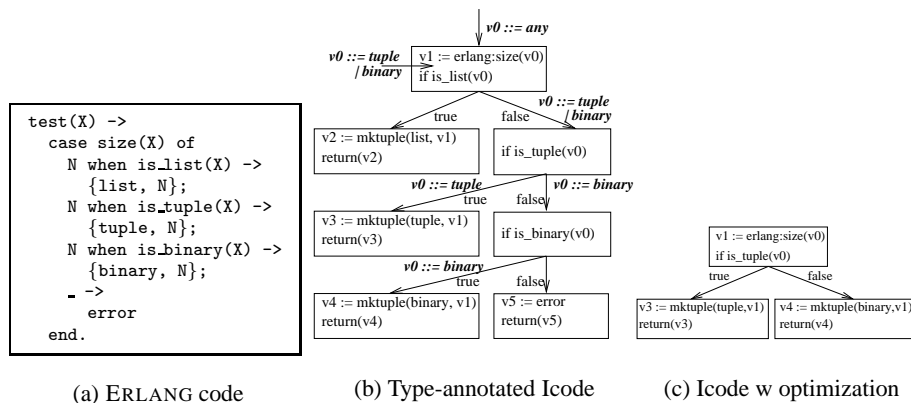 test(X) ->
case size(X) of
N when is_list(X) ->
{list, N};
N when is_tuple(X) ->
{tuple, N};
N when is_binary(X) ->
{binary, N};
_ ->
error
end.
(a) ERLANG code
v0 ::= any
v0 ::= tuple
| binary
v1 := erlang:size(v0)
if is_list(v0)
v0 ::= tuple
| binary
true
false
v2 := mktuple(list, v1)
return(v2)
if is_tuple(v0)
v0 ::= tuple
v0 ::= binary
true
false
v3 := mktuple(tuple, v1)
return(v3)
if is_binary(v0)
v0 ::= binary
true
false
v4 := mktuple(binary, v1)
return(v4)
v5 := error
return(v5)
(b) Type-annotated Icode
v1 := erlang:size(v0)
if is_tuple(v0)
true
false
v3 := mktuple(tuple,v1)
return(v3)
v4 := mktuple(binary,v1)
return(v4)
(c) Icode w optimization